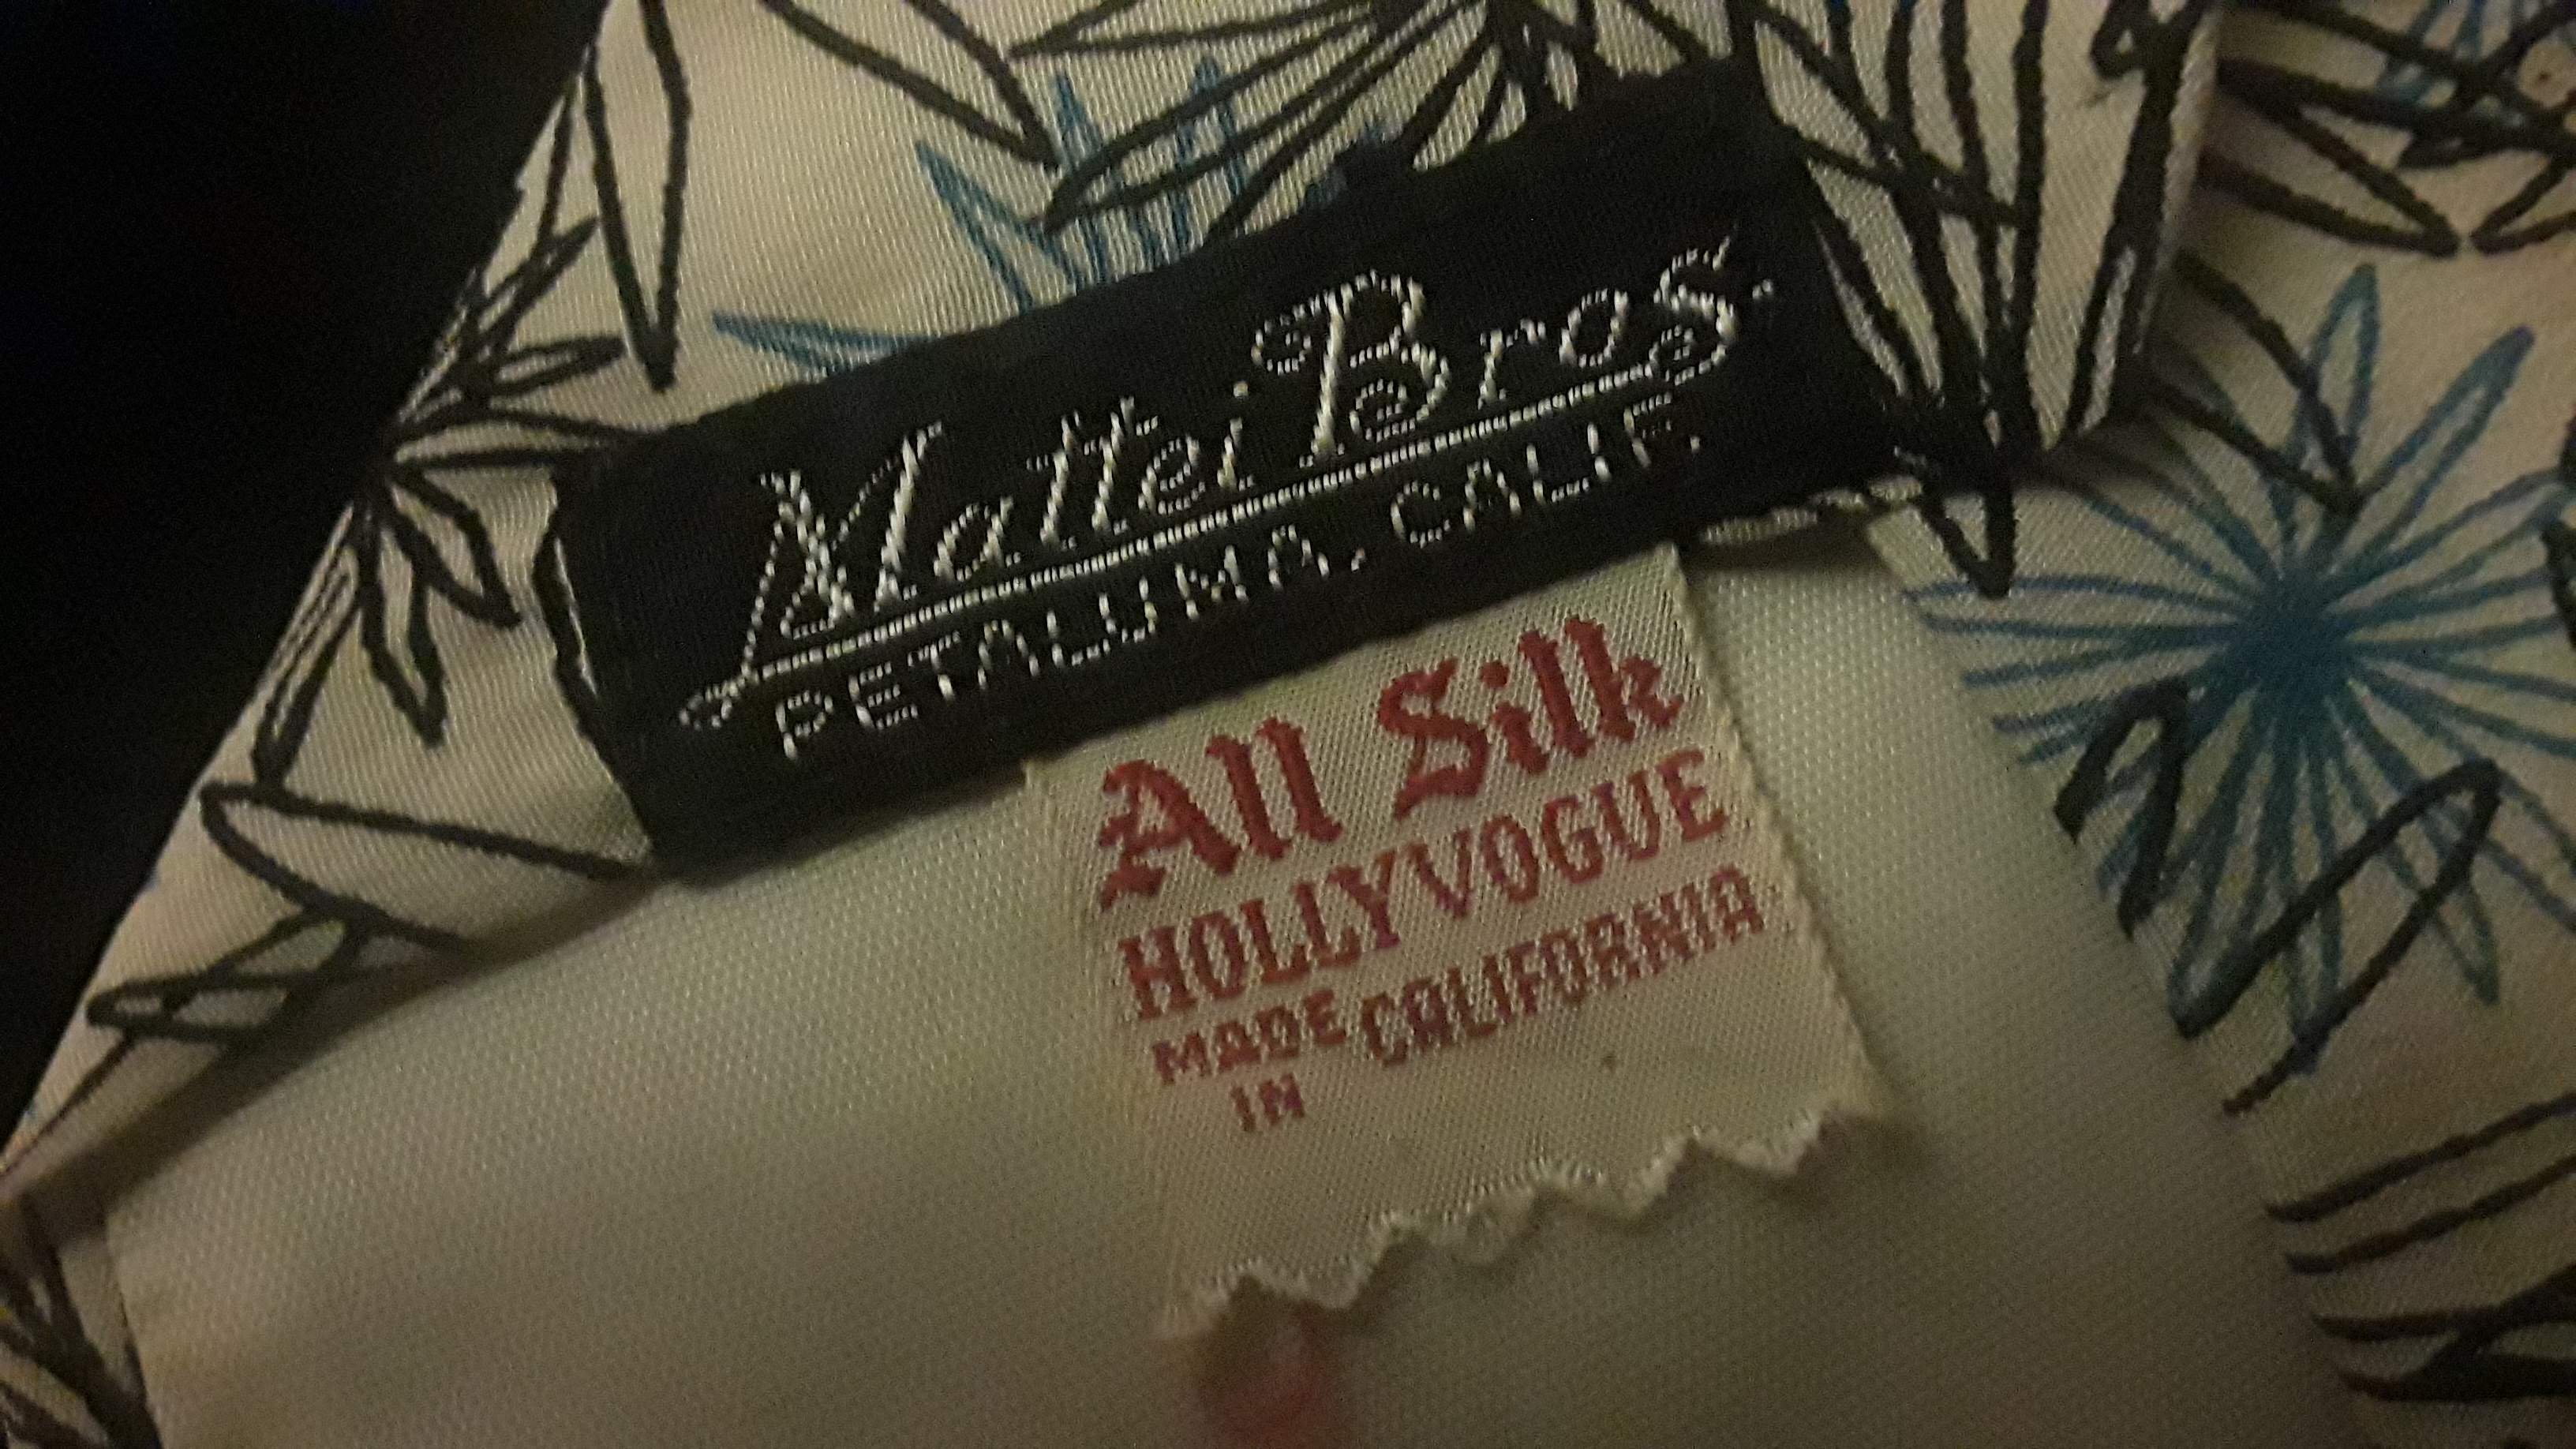 Mattei Bros.
PETALUMA, CALIF.
All Silk
HOLLYVOGUE
MADE IN CALIFORNIA